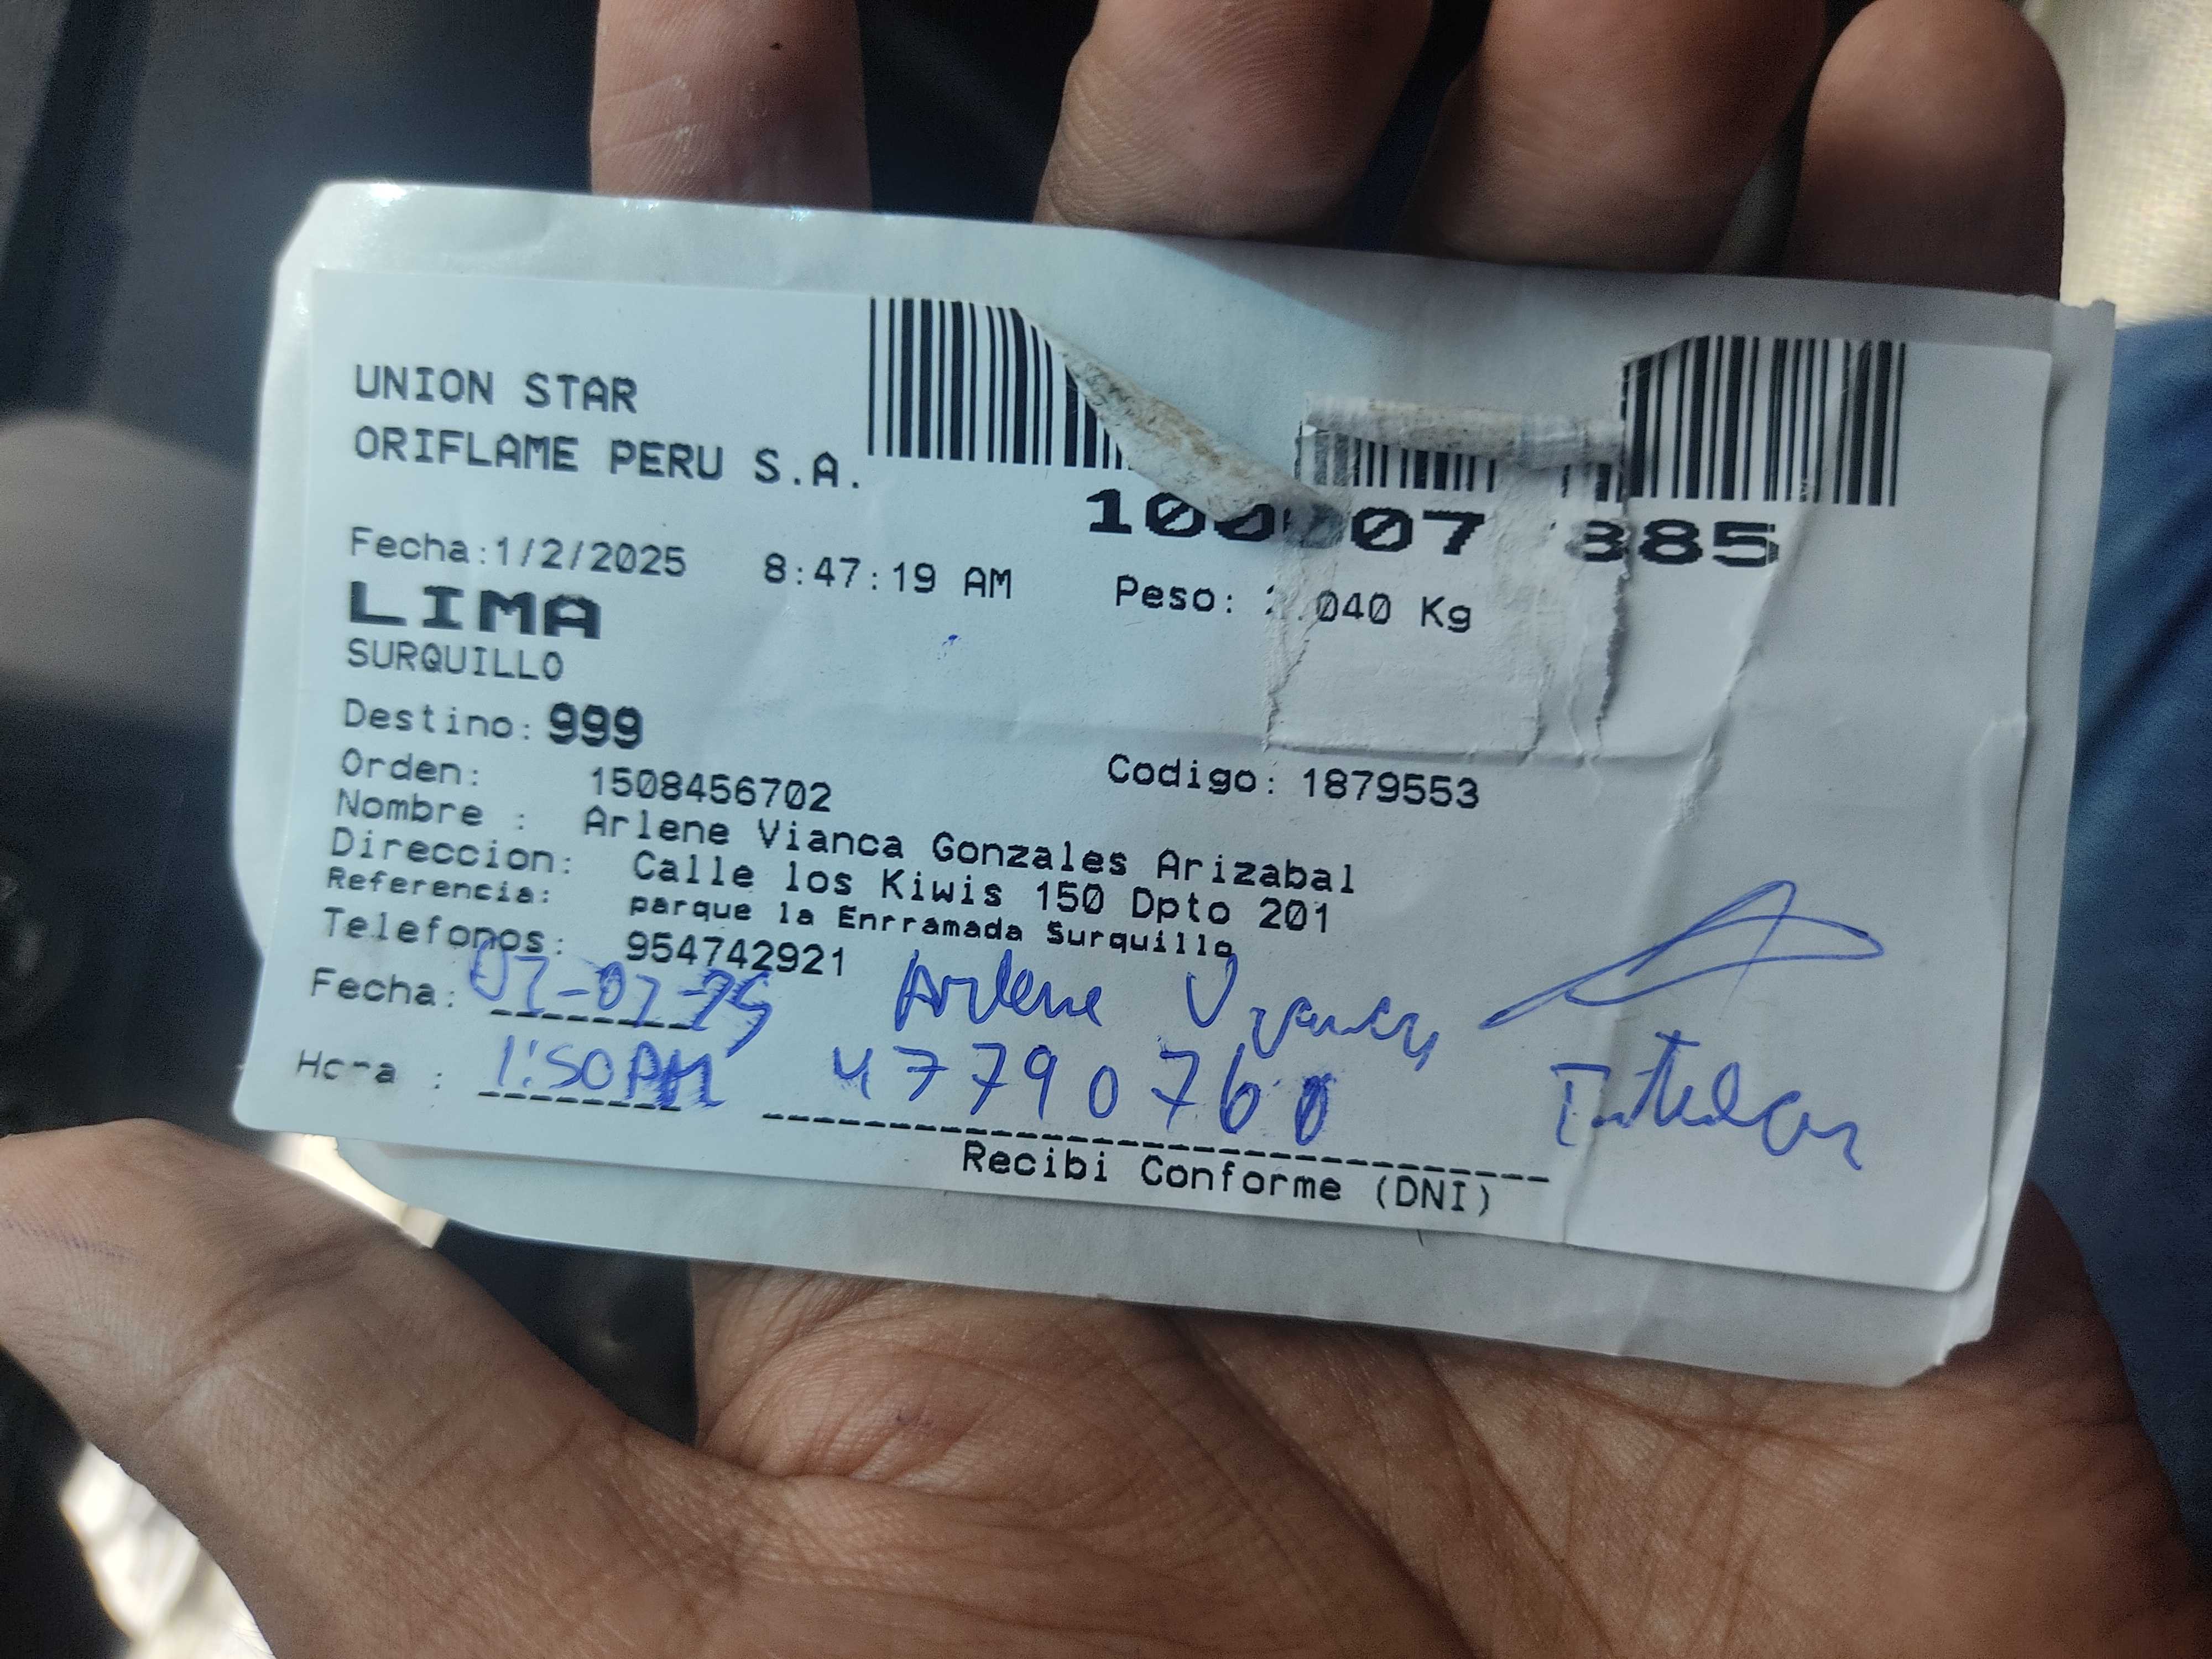 UNION STAR
ORIFLAME PERU S.A.
Fecha:1/2/2025 8:47:19 AM Peso: .040 Kg
LIMA
SURQUILLO
Destino: 999
Orden: 1508456702 Codigo: 1879553
Nombre : Arlene Vianca Gonzales Arizabal
Direccion: Calle los Kiwis 150 Dpto 201
Referencia: parque la Enrramada Surquillo
Telefonos: 954742921
Fecha: Arlene
Hora : 1:50 PM 47790760
Recibi Conforme (DNI)